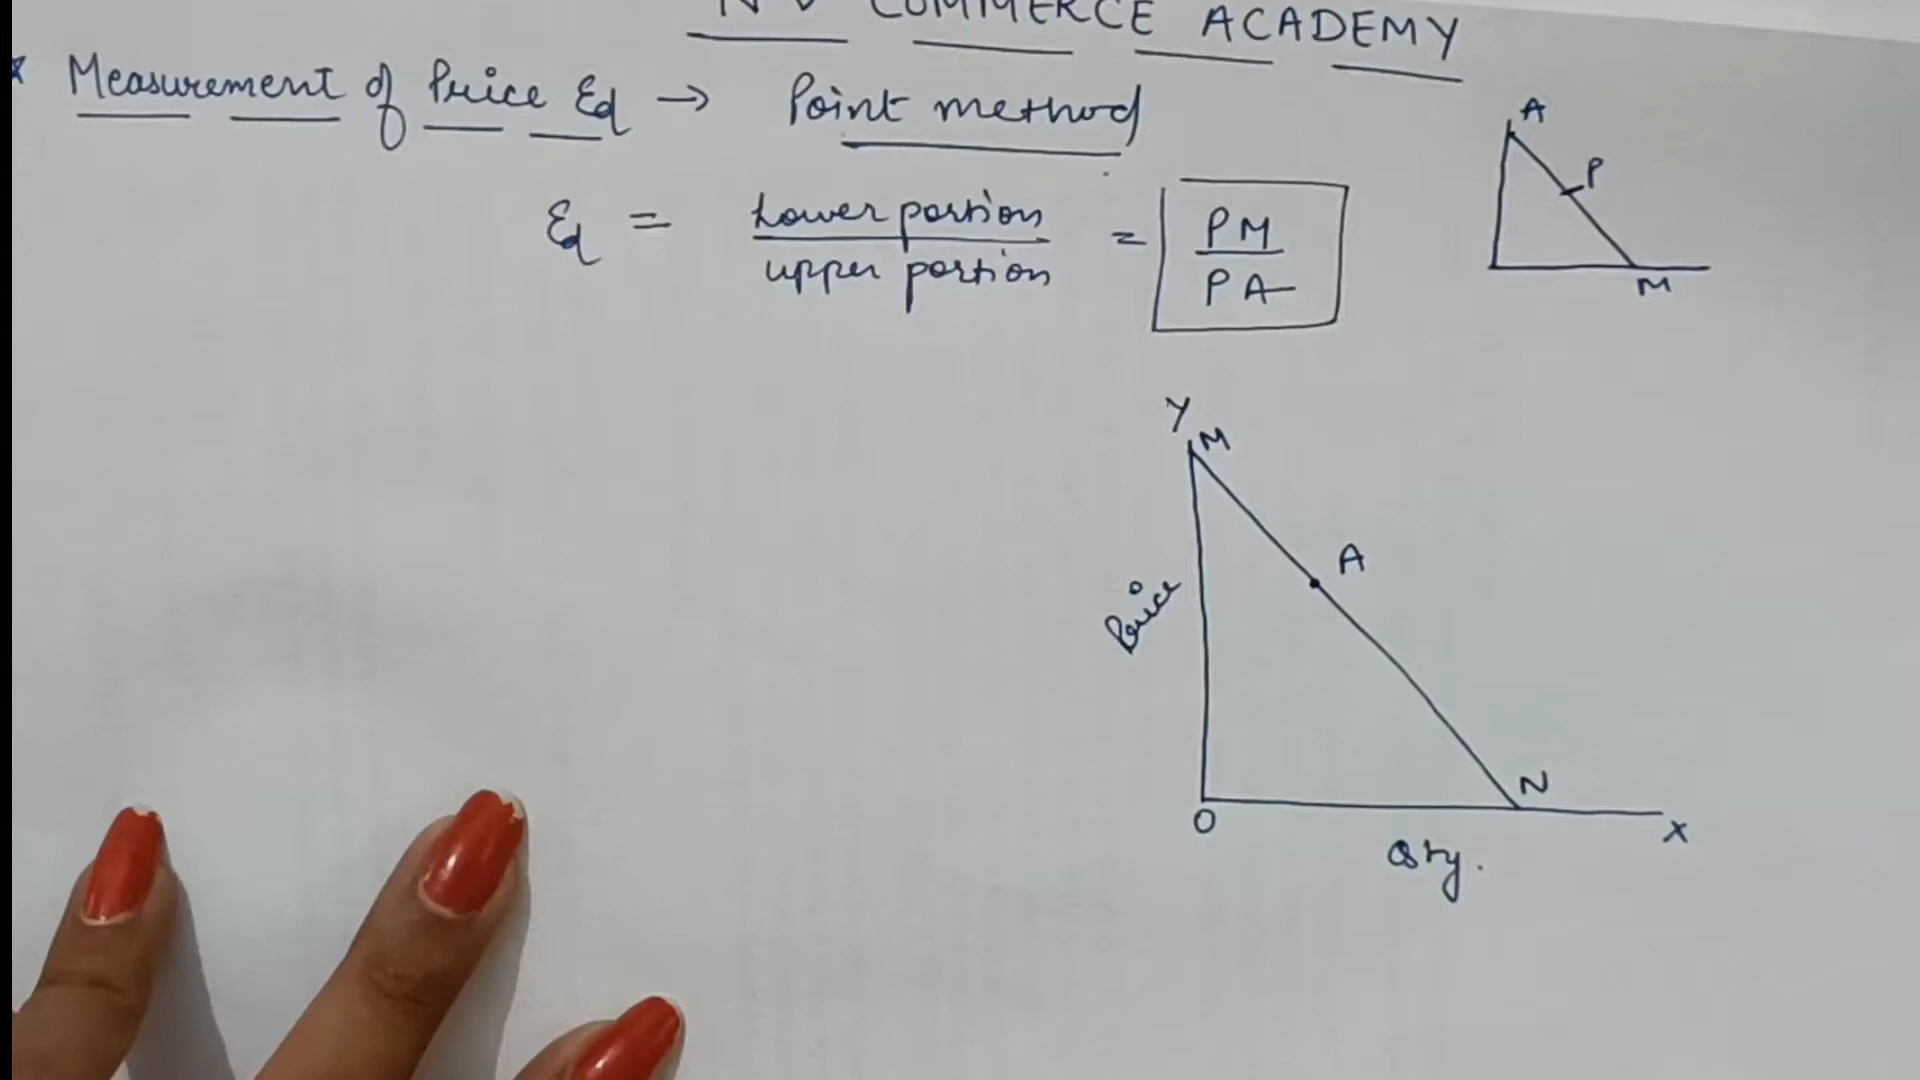 COMMERCE ACADEMY
* Measurement of Price Ed → Point method
Ed = Lower portion / upper portion = PM / PA
A
P
M
Y
M
A
Price
N
O
X
Qty.